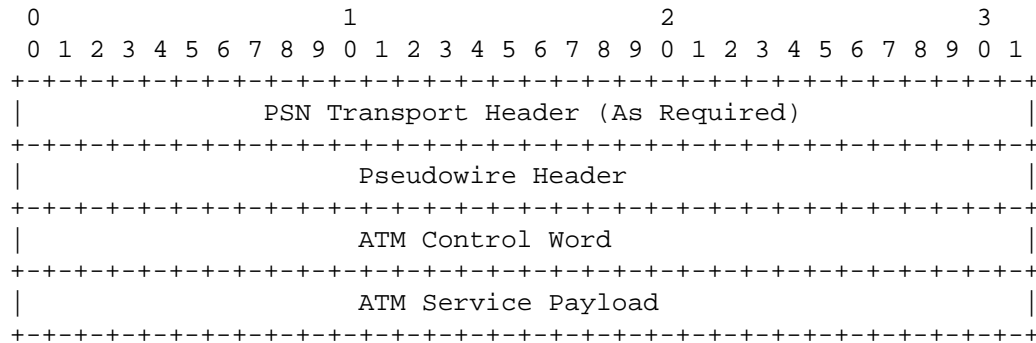 0                   1                   2                   3
 0 1 2 3 4 5 6 7 8 9 0 1 2 3 4 5 6 7 8 9 0 1 2 3 4 5 6 7 8 9 0 1
+-+-+-+-+-+-+-+-+-+-+-+-+-+-+-+-+-+-+-+-+-+-+-+-+-+-+-+-+-+-+-+-+
|               PSN Transport Header (As Required)              |
+-+-+-+-+-+-+-+-+-+-+-+-+-+-+-+-+-+-+-+-+-+-+-+-+-+-+-+-+-+-+-+-+
|                     Pseudowire Header                         |
+-+-+-+-+-+-+-+-+-+-+-+-+-+-+-+-+-+-+-+-+-+-+-+-+-+-+-+-+-+-+-+-+
|                     ATM Control Word                          |
+-+-+-+-+-+-+-+-+-+-+-+-+-+-+-+-+-+-+-+-+-+-+-+-+-+-+-+-+-+-+-+-+
|                     ATM Service Payload                       |
+-+-+-+-+-+-+-+-+-+-+-+-+-+-+-+-+-+-+-+-+-+-+-+-+-+-+-+-+-+-+-+-+